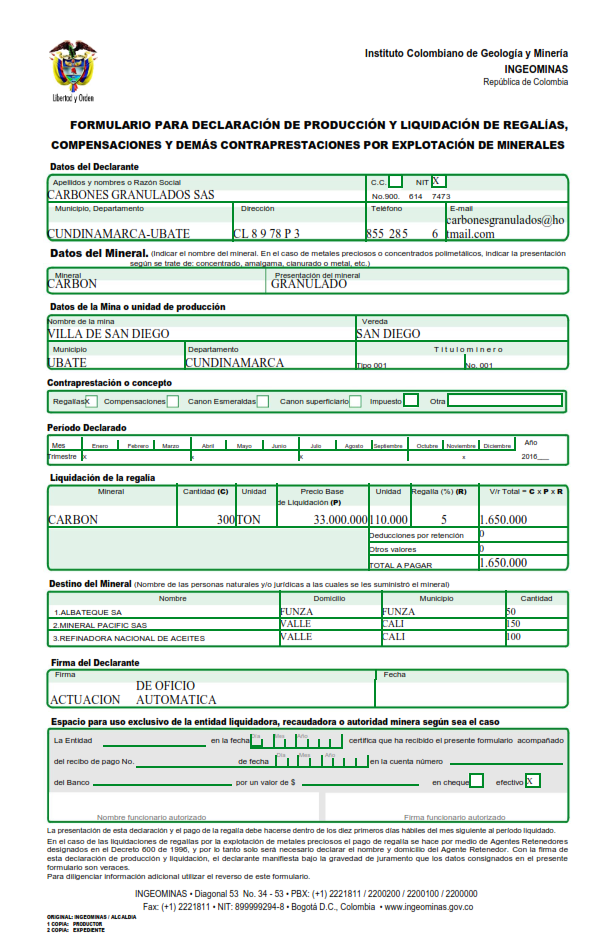 Libertad y Orden
Instituto Colombiano de Geología y Minería
INGEOMINAS
República de Colombia
FORMULARIO PARA DECLARACIÓN DE PRODUCCIÓN Y LIQUIDACIÓN DE REGALÍAS,
COMPENSACIONES Y DEMÁS CONTRAPRESTACIONES POR EXPLOTACIÓN DE MINERALES
Datos del Declarante
Apellidos y nombres o Razón Social C.C. NIT X
CARBONES GRANULADOS SAS No.900. 614 7473
Municipio, Departamento Dirección Teléfono E-mail
CUNDINAMARCA-UBATE CL 8 9 78 P 3 855 285 6 carbonesgranulados@ho
tmail.com
Datos del Mineral. (Indicar el nombre del mineral. En el caso de metales preciosos o concentrados polimetálicos, indicar la presentación
según se trate de: concentrado, amalgama, cianurado o metal, etc.)
Mineral Presentación del mineral
CARBON GRANULADO
Datos de la Mina o unidad de producción
Nombre de la mina Vereda
VILLA DE SAN DIEGO SAN DIEGO
Municipio Departamento Titulo minero
UBATE CUNDINAMARCA Tipo 001 No. 001
Contraprestación o concepto
Regalías X Compensaciones Canon Esmeraldas Canon superficiario Impuesto Otra
Período Declarado
Mes Enero Febrero Marzo Abril Mayo Junio Julio Agosto Septiembre Octubre Noviembre Diciembre Año
Trimestre x x x x 2016___
Liquidación de la regalía
Mineral Cantidad (C) Unidad Precio Base Unidad Regalía (%) (R) V/r Total = C x P x R
de Liquidación (P)
CARBON 300 TON 33.000.000 110.000 5 1.650.000
Deducciones por retención 0
Otros valores 0
TOTAL A PAGAR 1.650.000
Destino del Mineral (Nombre de las personas naturales y/o jurídicas a las cuales se les suministró el mineral)
Nombre Domicilio Municipio Cantidad
1.ALBATEQUE SA FUNZA FUNZA 50
2.MINERAL PACIFIC SAS VALLE CALI 150
3.REFINADORA NACIONAL DE ACEITES VALLE CALI 100
Firma del Declarante
Firma Fecha
DE OFICIO
ACTUACION AUTOMATICA
Espacio para uso exclusivo de la entidad liquidadora, recaudadora o autoridad minera según sea el caso
La Entidad en la fecha Día Mes Año certifica que ha recibido el presente formulario acompañado
del recibo de pago No. de fecha Día Mes Año en la cuenta número
del Banco por un valor de $ en cheque efectivo X
Nombre funcionario autorizado Firma funcionario autorizado
La presentación de esta declaración y el pago de la regalía debe hacerse dentro de los diez primeros días hábiles del mes siguiente al período liquidado.
En el caso de las liquidaciones de regalías por la explotación de metales preciosos el pago de regalía se hace por medio de Agentes Retenedores
designados en el Decreto 600 de 1996, y por lo tanto solo será necesario declarar el nombre y domicilio del Agente Retenedor. Con la firma de
esta declaración de producción y liquidación, el declarante manifiesta bajo la gravedad de juramento que los datos consignados en el presente
formulario son veraces.
Para diligenciar información adicional utilizar el reverso de este formulario.
INGEOMINAS • Diagonal 53 No. 34 - 53 • PBX: (+1) 2221811 / 2200200 / 2200100 / 2200000
Fax: (+1) 2221811 • NIT: 899999294-8 • Bogotá D.C., Colombia • www.ingeominas.gov.co
ORIGINAL: INGEOMINAS / ALCALDIA
1 COPIA: PRODUCTOR
2 COPIA: EXPEDIENTE